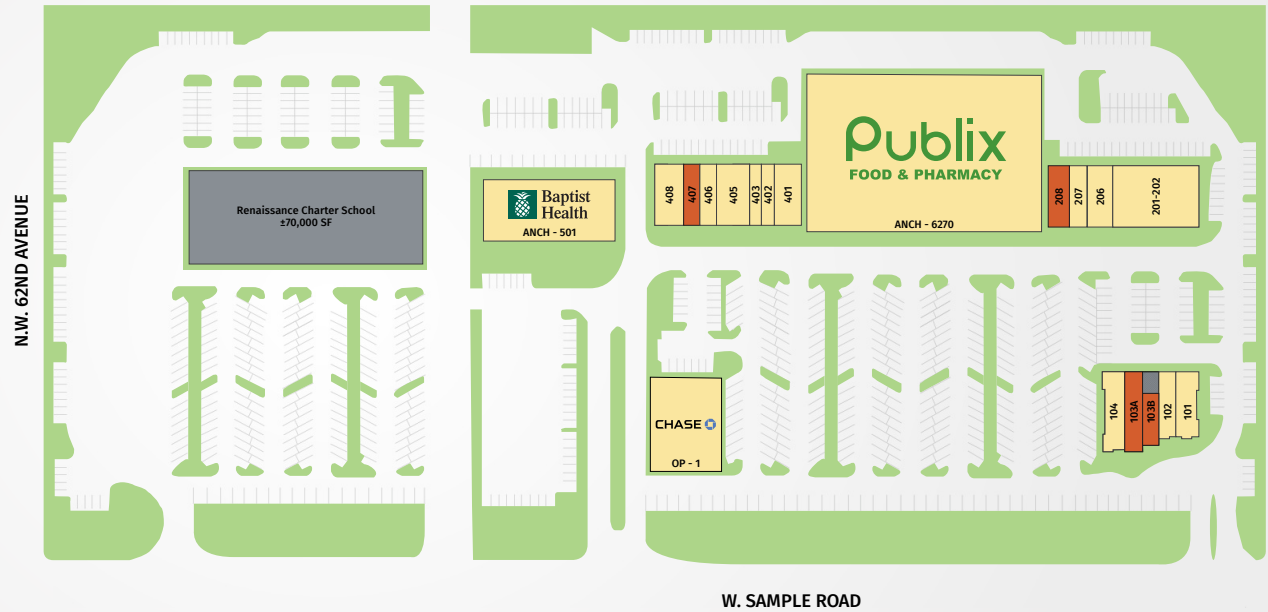 N.W. 62ND AVENUE
Renaissance Charter School
±70,000 SF
Baptist
Health
ANCH - 501
408
407
406
405
403
402
401
Publix
FOOD & PHARMACY
ANCH - 6270
208
207
206
201-202
CHASE
OP - 1
104
103A
103B
102
101
W. SAMPLE ROAD